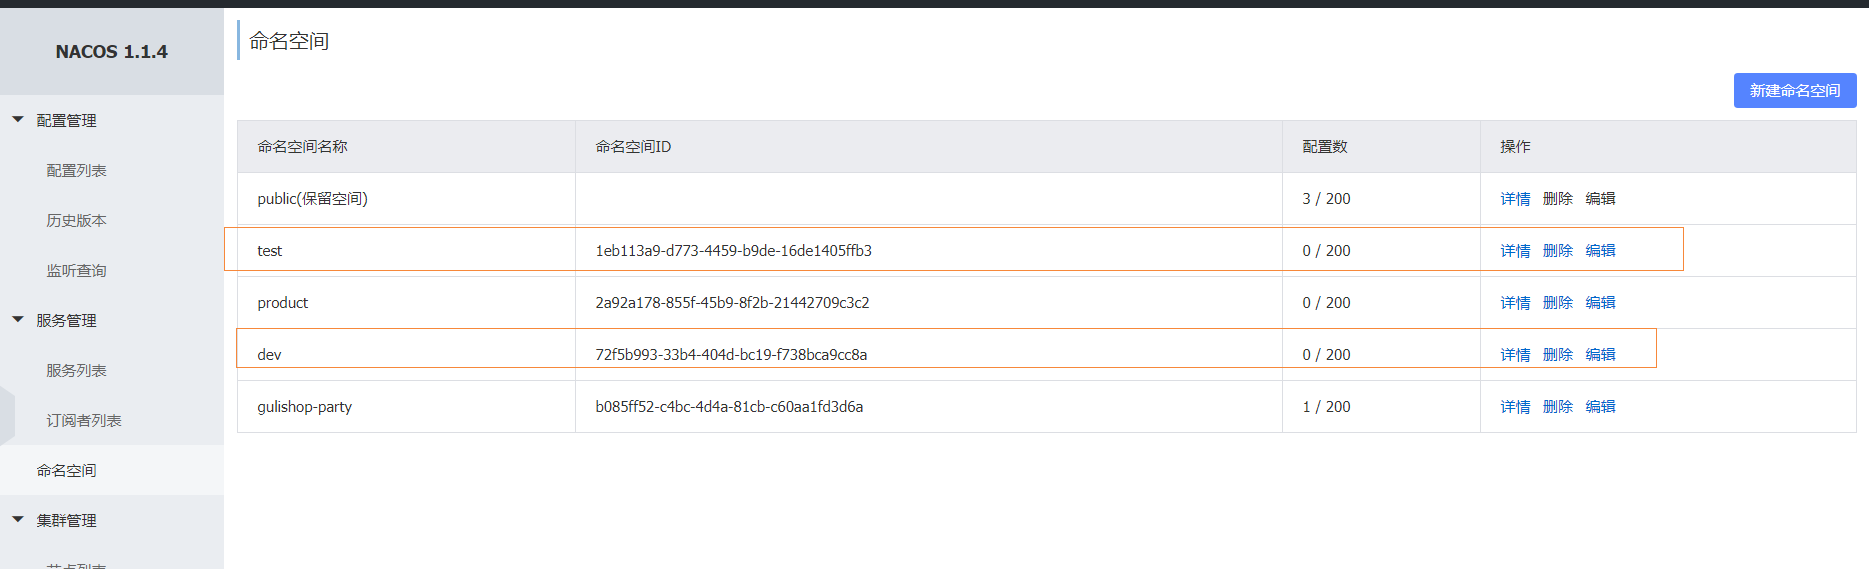 NACOS 1.1.4
配置管理
配置列表
历史版本
监听查询
服务管理
服务列表
订阅者列表
命名空间
集群管理
节点列表
命名空间
新建命名空间
命名空间名称 命名空间ID 配置数 操作
public(保留空间) 3 / 200 详情 删除 编辑
test 1eb113a9-d773-4459-b9de-16de1405ffb3 0 / 200 详情 删除 编辑
product 2a92a178-855f-45b9-8f2b-21442709c3c2 0 / 200 详情 删除 编辑
dev 72f5b993-33b4-404d-bc19-f738bca9cc8a 0 / 200 详情 删除 编辑
gulishop-party b085ff52-c4bc-4d4a-81cb-c60aa1fd3d6a 1 / 200 详情 删除 编辑